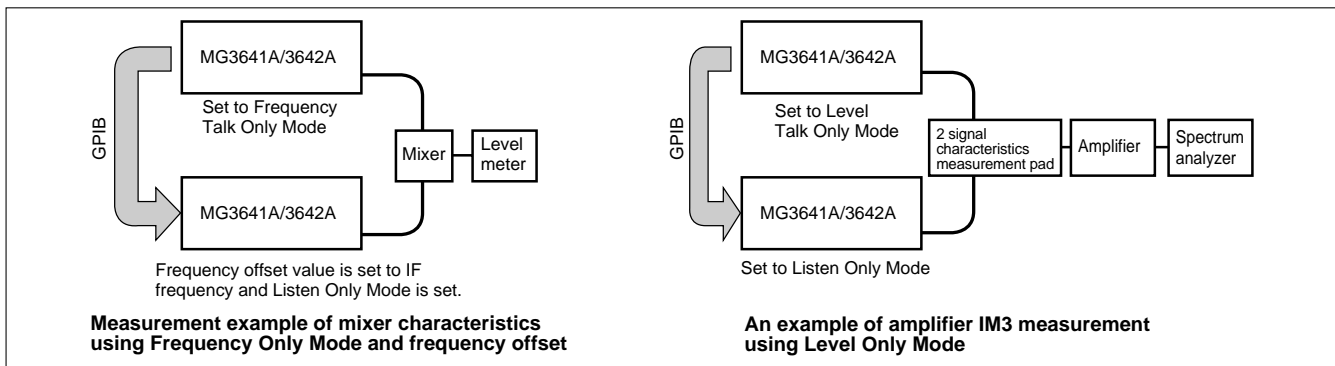 MG3641A/3642A
Set to Frequency
Talk Only Mode
GPIB
Mixer
Level
meter
MG3641A/3642A
Frequency offset value is set to IF
frequency and Listen Only Mode is set.
Measurement example of mixer characteristics
using Frequency Only Mode and frequency offset
MG3641A/3642A
Set to Level
Talk Only Mode
GPIB
2 signal
characteristics
measurement pad
Amplifier
Spectrum
analyzer
MG3641A/3642A
Set to Listen Only Mode
An example of amplifier IM3 measurement
using Level Only Mode